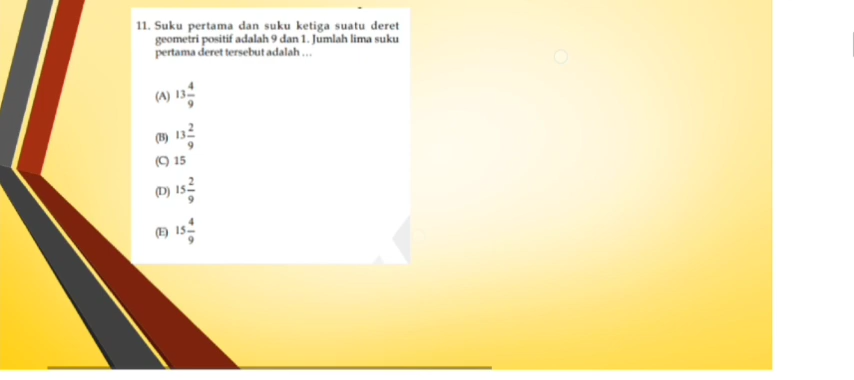 11. Suku pertama dan suku ketiga suatu deret
geometri positif adalah 9 dan 1. Jumlah lima suku
pertama deret tersebut adalah ...
(A) 13 4/9
(B) 13 2/9
(C) 15
(D) 15 2/9
(E) 15 4/9